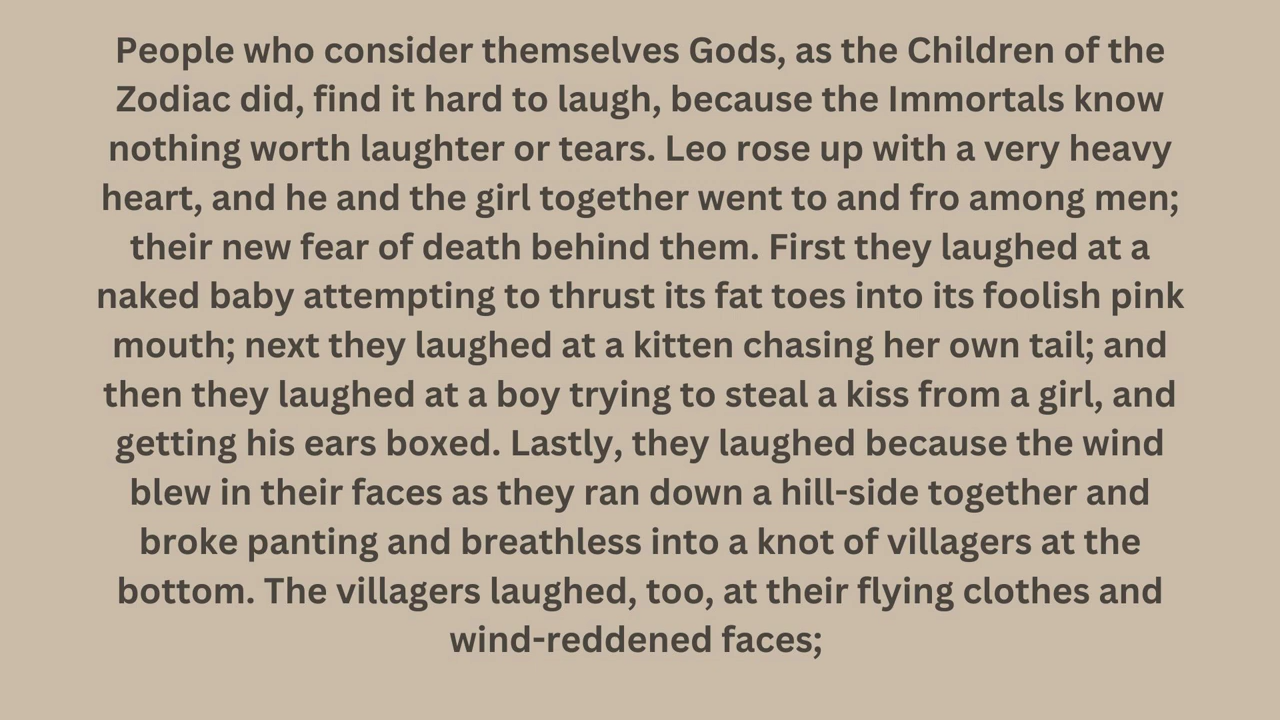 People who consider themselves Gods, as the Children of the
Zodiac did, find it hard to laugh, because the Immortals know
nothing worth laughter or tears. Leo rose up with a very heavy
heart, and he and the girl together went to and fro among men;
their new fear of death behind them. First they laughed at a
naked baby attempting to thrust its fat toes into its foolish pink
mouth; next they laughed at a kitten chasing her own tail; and
then they laughed at a boy trying to steal a kiss from a girl, and
getting his ears boxed. Lastly, they laughed because the wind
blew in their faces as they ran down a hill-side together and
broke panting and breathless into a knot of villagers at the
bottom. The villagers laughed, too, at their flying clothes and
wind-reddened faces;